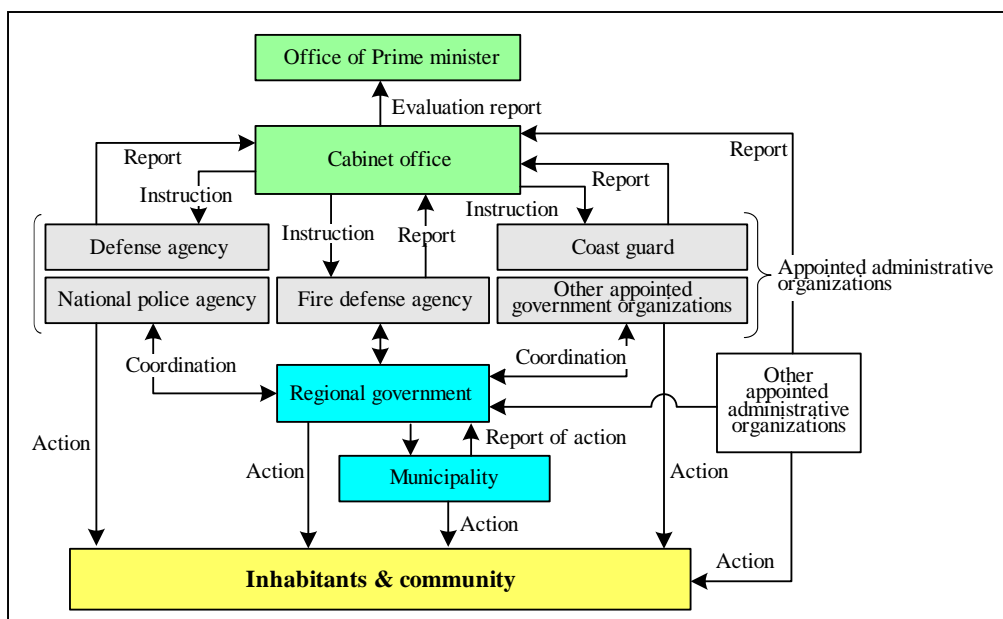 Office of Prime minister
Evaluation report
Cabinet office
Report
Report
Report
Instruction
Instruction
Instruction
Report
Defense agency
Coast guard
Appointed administrative
organizations
National police agency
Fire defense agency
Other appointed
government organizations
Coordination
Coordination
Regional government
Other
appointed
administrative
organizations
Action
Report of action
Action
Municipality
Action
Action
Action
Inhabitants & community